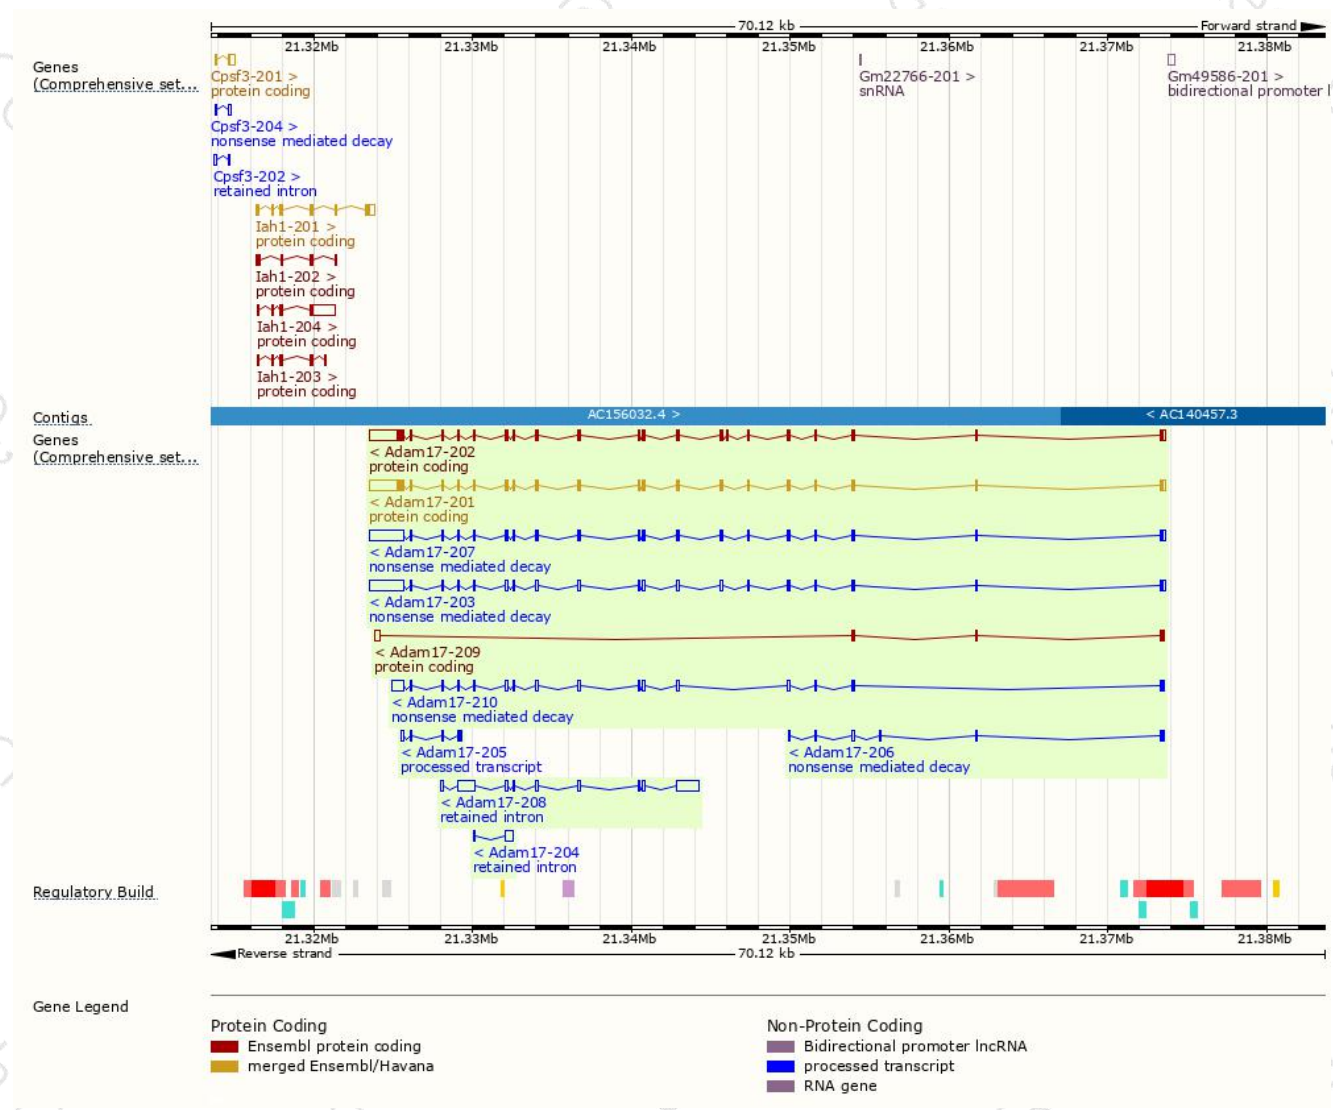 70.12 kb
Forward strand
21.32Mb 21.33Mb 21.34Mb 21.35Mb 21.36Mb 21.37Mb 21.38Mb
Genes
(Comprehensive set...
Cpsf3-201 >
protein coding
Gm22766-201 >
snRNA
Gm49586-201 >
bidirectional promoter l
Cpsf3-204 >
nonsense mediated decay
Cpsf3-202 >
retained intron
Iah1-201 >
protein coding
Iah1-202 >
protein coding
Iah1-204 >
protein coding
Iah1-203 >
protein coding
Contigs
AC156032.4 >
< AC140457.3
Genes
(Comprehensive set...
< Adam17-202
protein coding
< Adam17-201
protein coding
< Adam17-207
nonsense mediated decay
< Adam17-203
nonsense mediated decay
< Adam17-209
protein coding
< Adam17-210
nonsense mediated decay
< Adam17-205
processed transcript
< Adam17-206
nonsense mediated decay
< Adam17-208
retained intron
< Adam17-204
retained intron
Regulatory Build
21.32Mb 21.33Mb 21.34Mb 21.35Mb 21.36Mb 21.37Mb 21.38Mb
Reverse strand
70.12 kb
Gene Legend
Protein Coding
Ensembl protein coding
merged Ensembl/Havana
Non-Protein Coding
Bidirectional promoter lncRNA
processed transcript
RNA gene